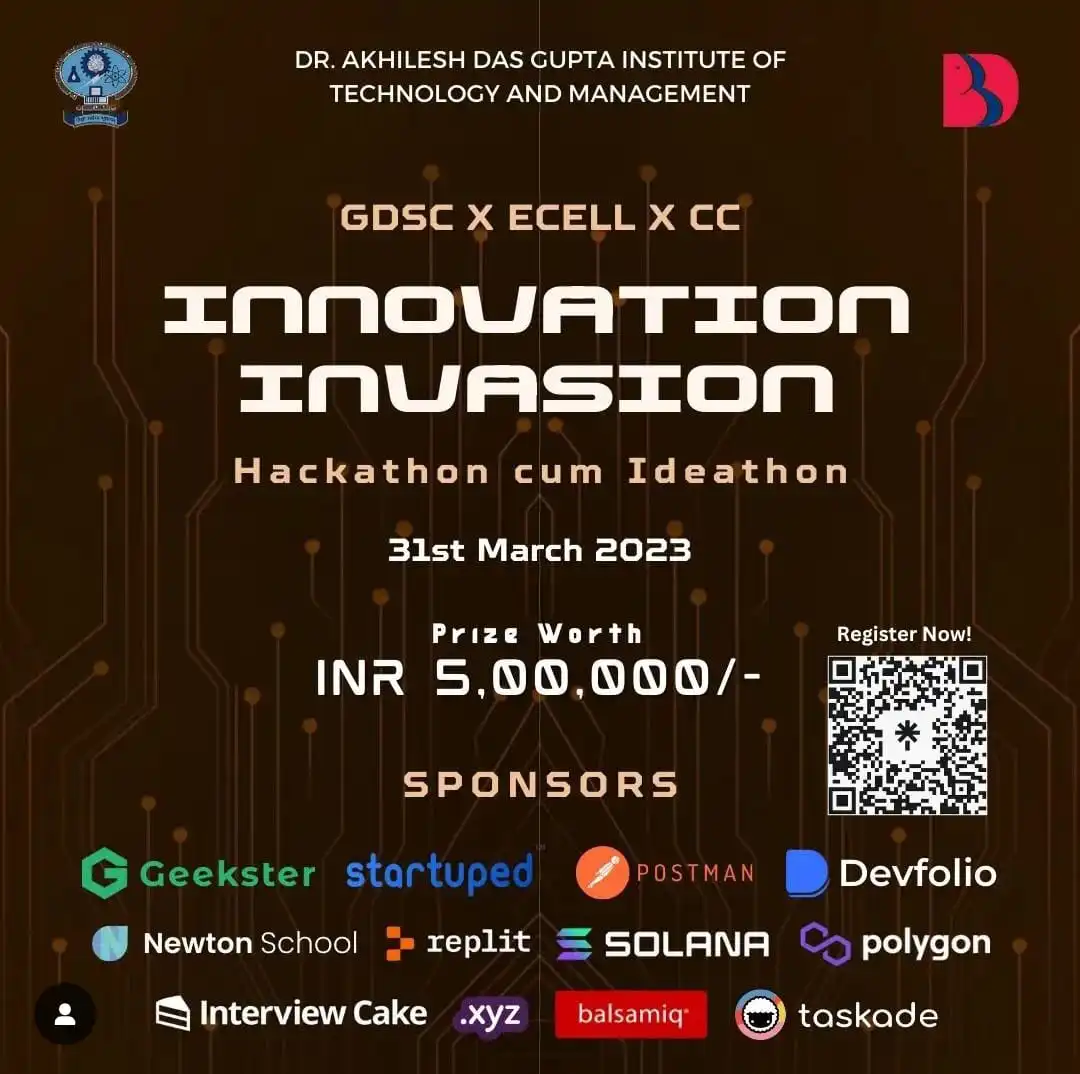 DR. AKHILESH DAS GUPTA INSTITUTE OF
TECHNOLOGY AND MANAGEMENT
GDSC X ECELL X CC
INNOVATION
INVASION
Hackathon cum Ideathon
31st March 2023
Prize Worth
INR 5,00,000/-
Register Now!
SPONSORS
Geekster startuped POSTMAN Devfolio
Newton School replit SOLANA polygon
Interview Cake .xyz balsamiq® taskade